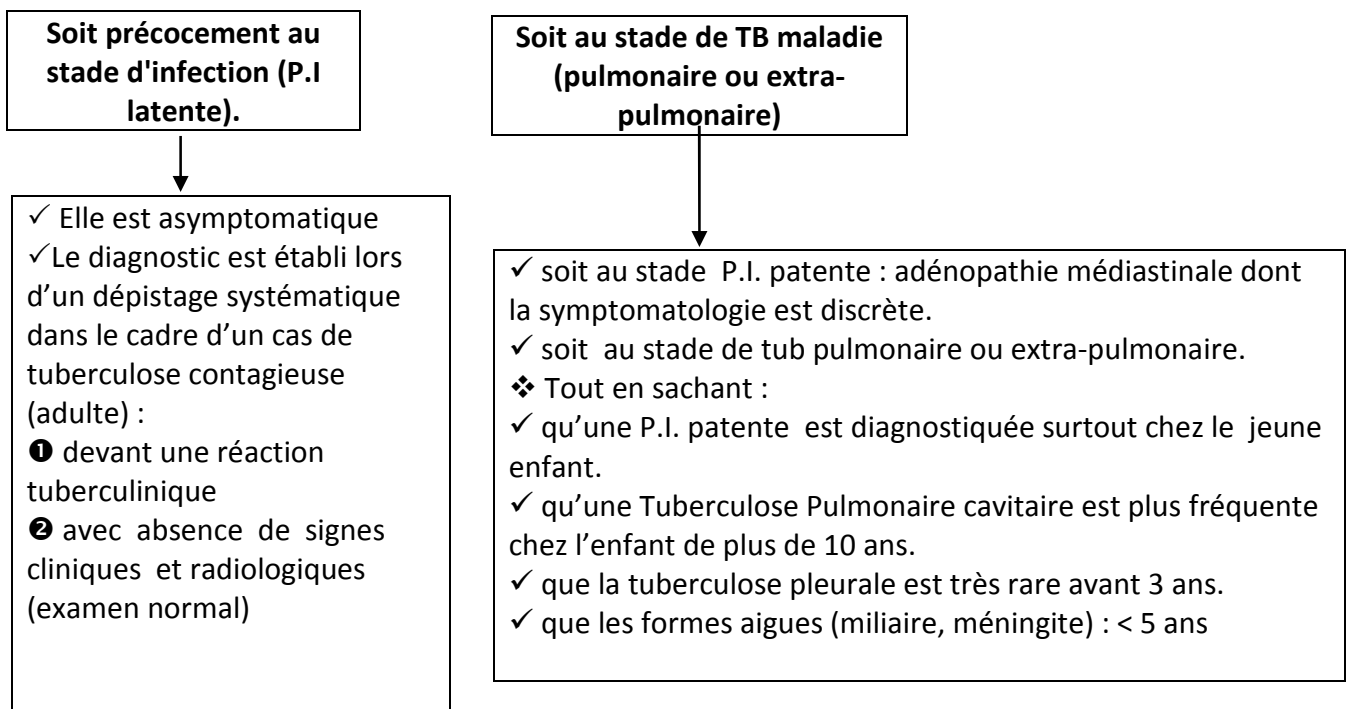 Soit précocement au
stade d'infection (P.I
latente).
✓ Elle est asymptomatique
✓Le diagnostic est établi lors
d’un dépistage systématique
dans le cadre d’un cas de
tuberculose contagieuse
(adulte) :
❶ devant une réaction
tuberculinique
❷ avec absence de signes
cliniques et radiologiques
(examen normal)
Soit au stade de TB maladie
(pulmonaire ou extra-
pulmonaire)
✓ soit au stade P.I. patente : adénopathie médiastinale dont
la symptomatologie est discrète.
✓ soit au stade de tub pulmonaire ou extra-pulmonaire.
❖ Tout en sachant :
✓ qu’une P.I. patente est diagnostiquée surtout chez le jeune
enfant.
✓ qu’une Tuberculose Pulmonaire cavitaire est plus fréquente
chez l’enfant de plus de 10 ans.
✓ que la tuberculose pleurale est très rare avant 3 ans.
✓ que les formes aigues (miliaire, méningite) : < 5 ans